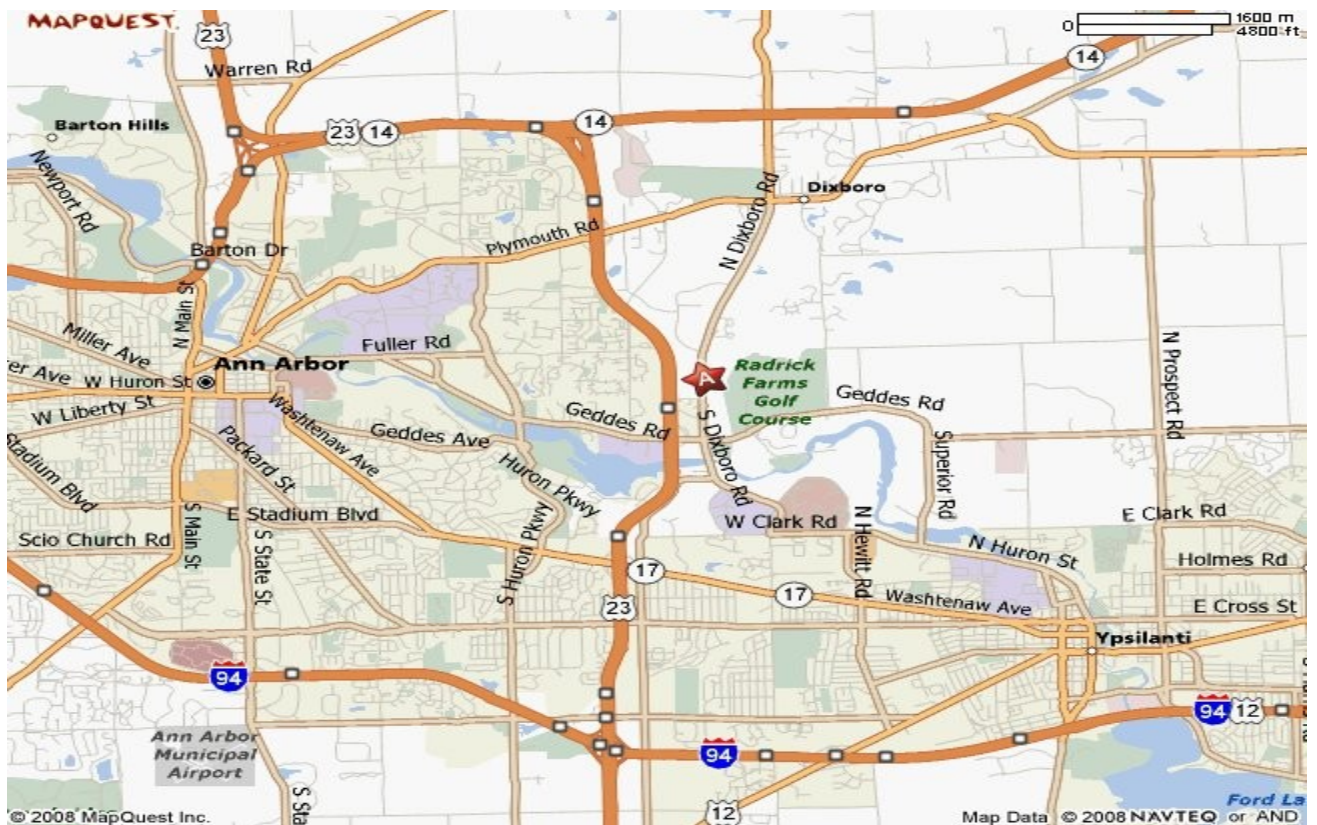 MAPQUEST.
0
1600 m
4800 ft
23
14
Warren Rd
23
14
14
Barton Hills
Newport Rd
Dixboro
N Dixboro Rd
Plymouth Rd
Barton Dr
N Main St
Miller Ave
Fuller Rd
Ann Arbor
er Ave
W Huron St
W Liberty St
A
Radrick
Farms
Golf
Course
N Prospect Rd
Geddes Rd
Geddes Rd
S Dixboro Rd
Superior Rd
Washtenaw Ave
Geddes Ave
Packard St
Huron Pkwy
Stadium Blvd
E Stadium Blvd
W Clark Rd
N Hewitt Rd
E Clark Rd
S Main St
S State St
Scio Church Rd
S Huron Pkwy
N Huron St
Holmes Rd
17
17
23
Washtenaw Ave
E Cross St
Ypsilanti
94
94
12
Ann Arbor
Municipal
Airport
94
S Sta
12
Ford La
© 2008 MapQuest Inc.
Map Data © 2008 NAVTEQ or AND